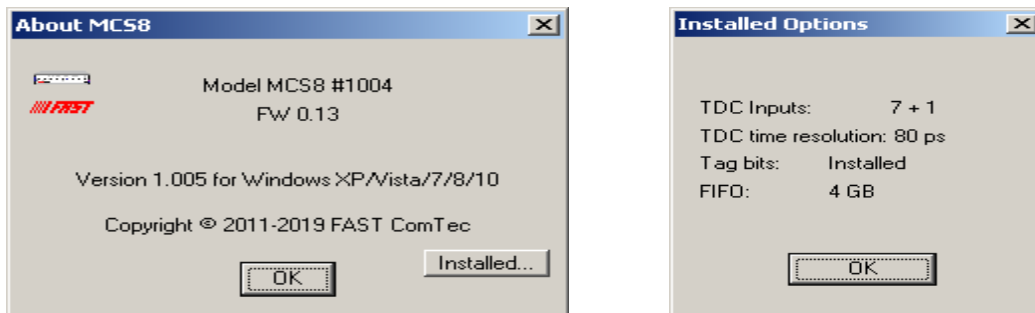 About MCS8
Model MCS8 #1004
FAST
FW 0.13
Version 1.005 for Windows XP/Vista/7/8/10
Copyright © 2011-2019 FAST ComTec
Installed...
OK
Installed Options
TDC Inputs: 7 + 1
TDC time resolution: 80 ps
Tag bits: Installed
FIFO: 4 GB
OK